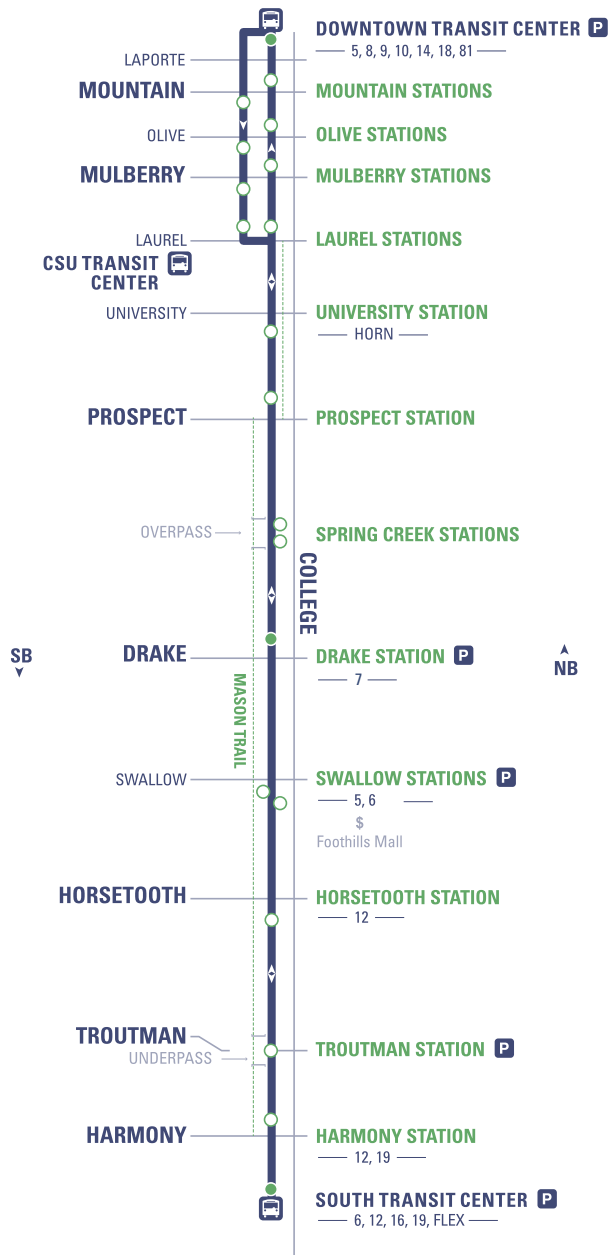 DOWNTOWN TRANSIT CENTER P
5, 8, 9, 10, 14, 18, 81
LAPORTE
MOUNTAIN MOUNTAIN STATIONS
OLIVE OLIVE STATIONS
MULBERRY MULBERRY STATIONS
LAUREL LAUREL STATIONS
CSU TRANSIT
CENTER
UNIVERSITY UNIVERSITY STATION
HORN
PROSPECT PROSPECT STATION
OVERPASS SPRING CREEK STATIONS
COLLEGE
SB
DRAKE DRAKE STATION P
NB
7
MASON TRAIL
SWALLOW SWALLOW STATIONS P
5, 6
$
Foothills Mall
HORSETOOTH HORSETOOTH STATION
12
TROUTMAN TROUTMAN STATION P
UNDERPASS
HARMONY HARMONY STATION
12, 19
SOUTH TRANSIT CENTER P
6, 12, 16, 19, FLEX